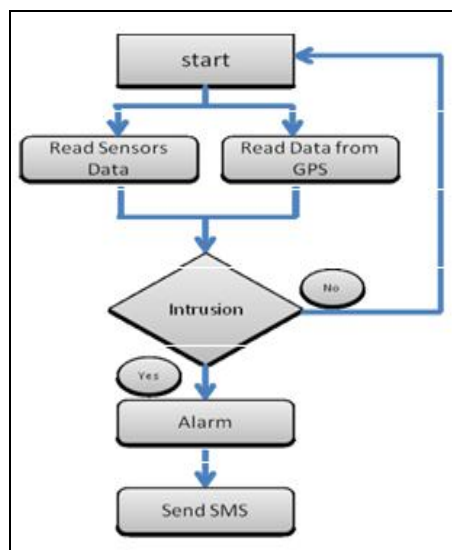 start
Read Sensors
Data
Read Data from
GPS
No
Intrusion
Yes
Alarm
Send SMS